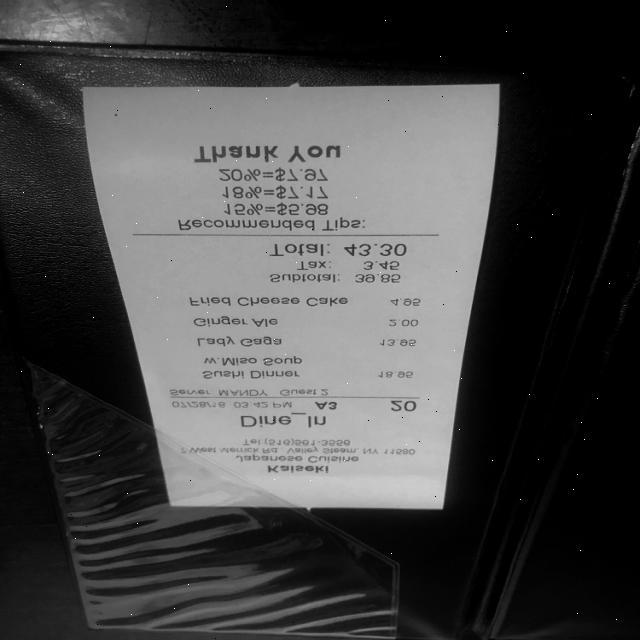 Kaiseki
Japanese Cuisine
7 West Merrick Rd, Valley Steam, NY 11580
Tel:(516)561-3558
Dine_In
07/28/18 03:42 PM A3 20
Server MANDY Guest 2
Sushi Dinner 18.95
w.Miso Soup
Lady Gaga 13.95
Ginger Ale 2.00
Fried Cheese Cake 4.95
Subtotal: 39.85
Tax: 3.45
Total: 43.30
Recommended Tips:
15%=$5.98
18%=$7.17
20%=$7.97
Thank You